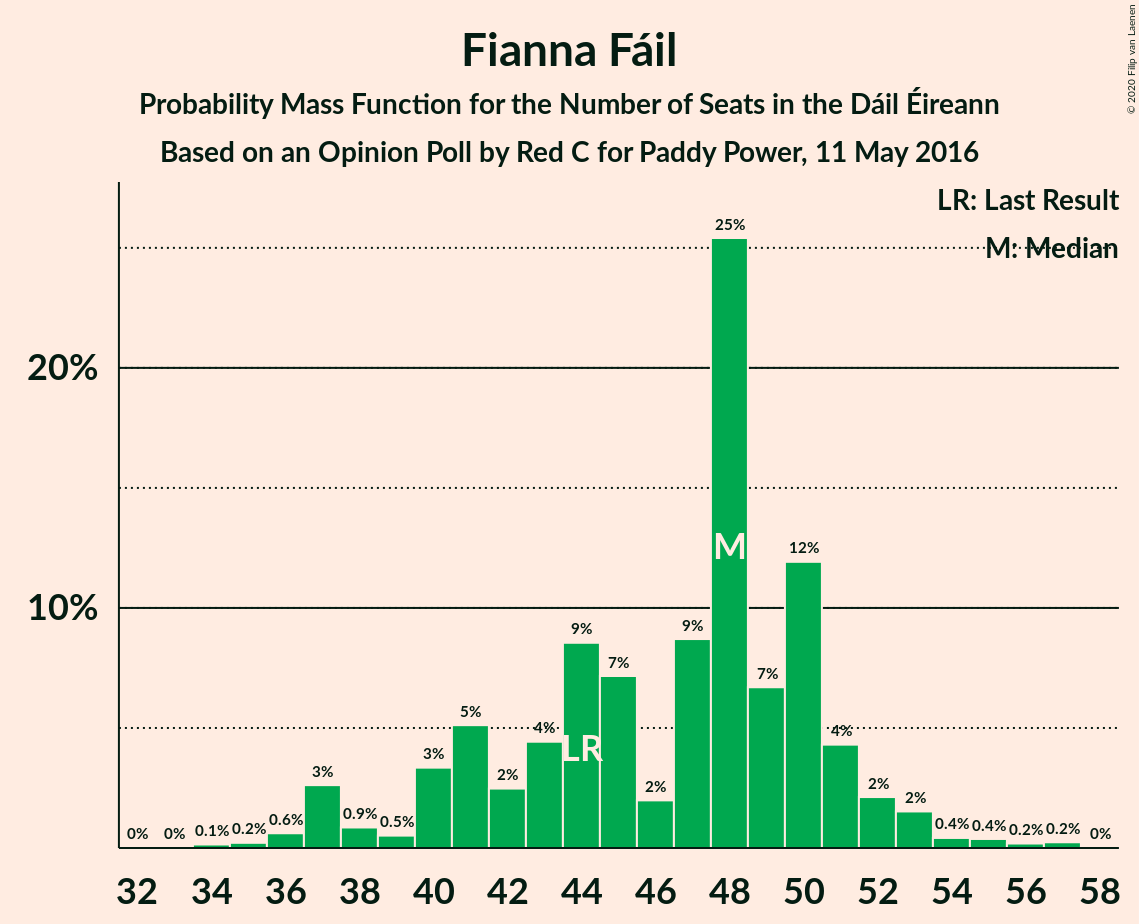 Fianna Fáil
Probability Mass Function for the Number of Seats in the Dáil Éireann
Based on an Opinion Poll by Red C for Paddy Power, 11 May 2016
© 2020 Filip van Laenen
LR: Last Result
M: Median
20%
10%
0% 0% 0.1% 0.2% 0.6% 3% 0.9% 0.5% 3% 5% 2% 4% 9% 7% 2% 9% 25% 7% 12% 4% 2% 2% 0.4% 0.4% 0.2% 0.2% 0%
LR
M
32 34 36 38 40 42 44 46 48 50 52 54 56 58